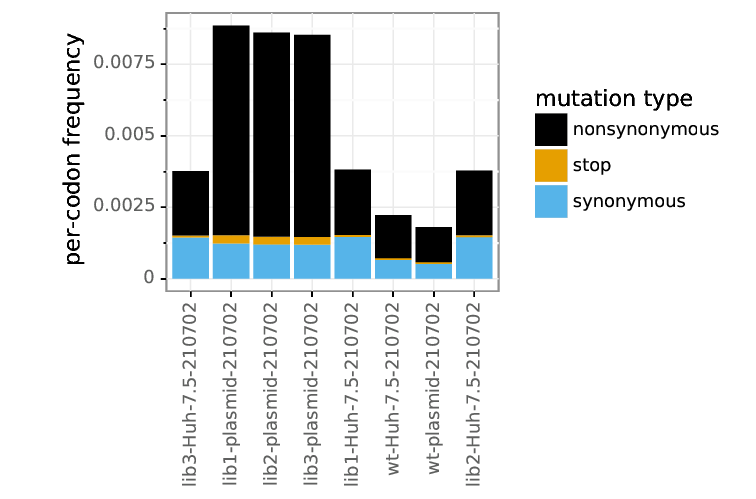 per-codon frequency
0.0075
0.005
0.0025
0
lib3-Huh-7.5-210702
lib1-plasmid-210702
lib2-plasmid-210702
lib3-plasmid-210702
lib1-Huh-7.5-210702
wt-Huh-7.5-210702
wt-plasmid-210702
lib2-Huh-7.5-210702
mutation type
nonsynonymous
stop
synonymous